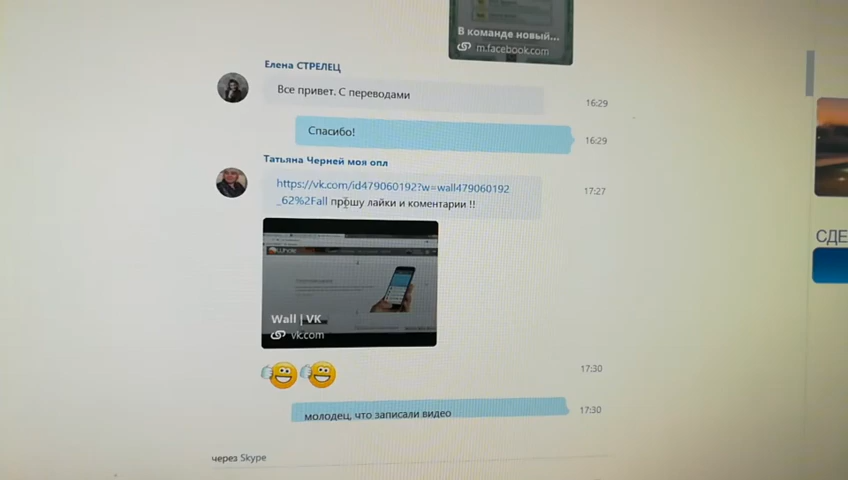 В команде новый...
m.facebook.com
Елена СТРЕЛЕЦ
Все привет. С переводами
16:29
Спасибо!
16:29
Татьяна Черней моя опл
https://vk.com/id479060192?w=wall479060192
_62%2Fall прошу лайки и коментарии !!
17:27
Wall | VK
vk.com
17:30
молодец, что записали видео
17:30
через Skype
СДЕ